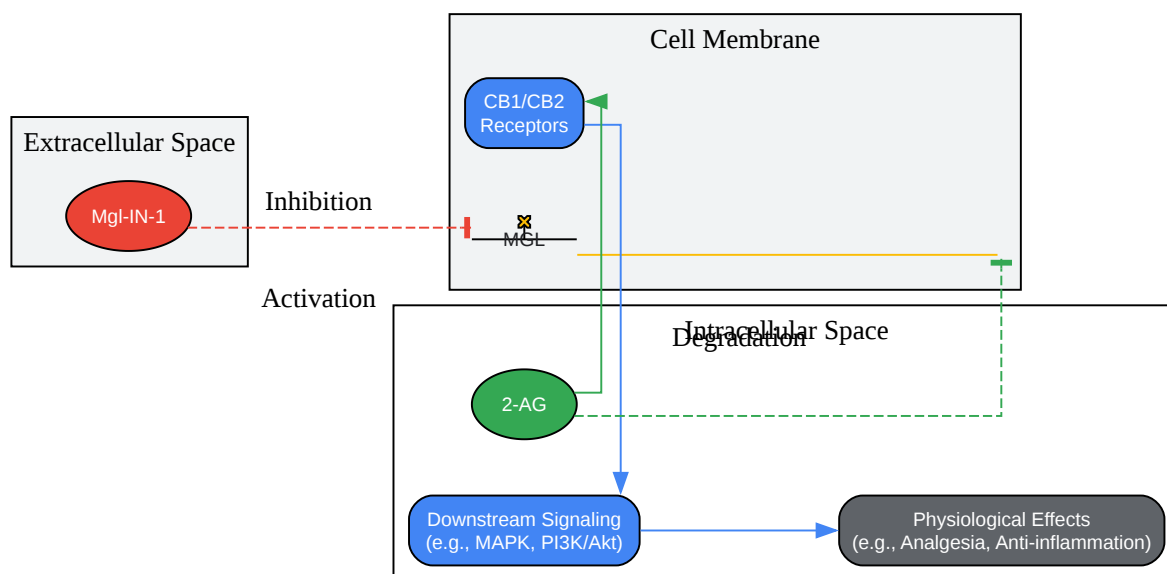 Cell Membrane
CB1/CB2
Receptors
Extracellular Space
Mgl-IN-1
Inhibition
MGL
Activation
Intracellular Space
Degradation
2-AG
Downstream Signaling
(e.g., MAPK, PI3K/Akt)
Physiological Effects
(e.g., Analgesia, Anti-inflammation)